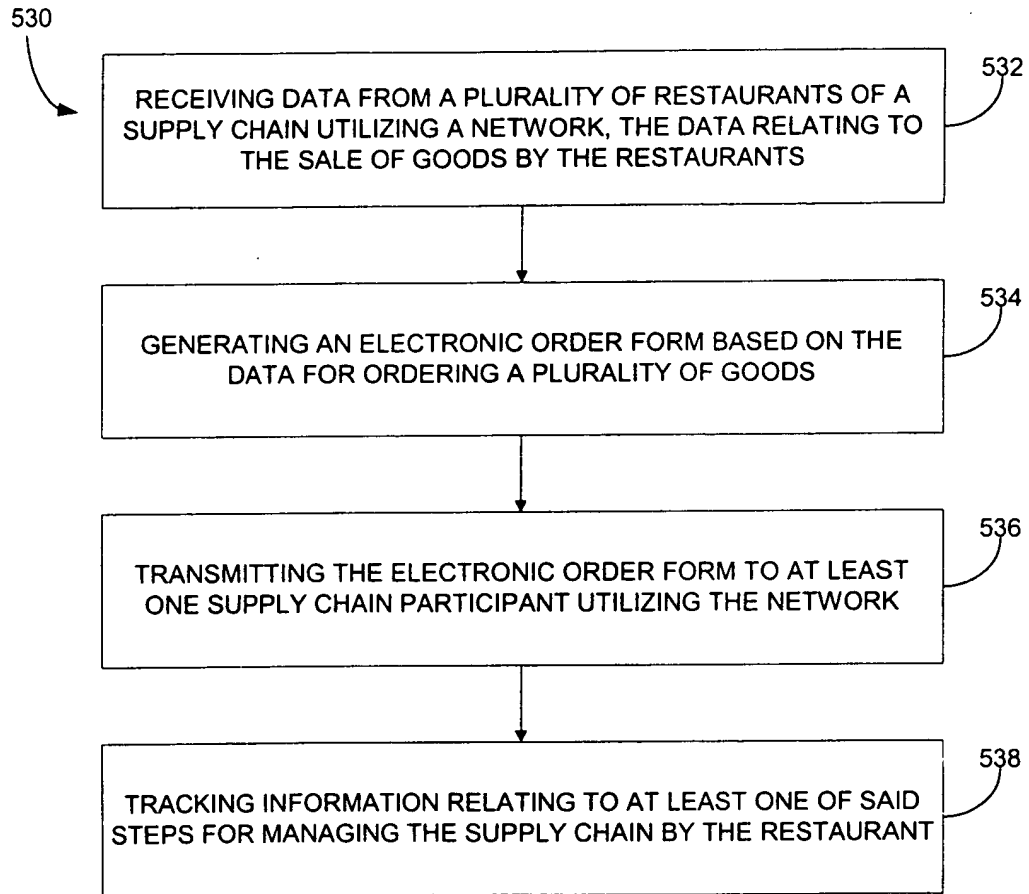 530
532
RECEIVING DATA FROM A PLURALITY OF RESTAURANTS OF A
SUPPLY CHAIN UTILIZING A NETWORK, THE DATA RELATING TO
THE SALE OF GOODS BY THE RESTAURANTS
534
GENERATING AN ELECTRONIC ORDER FORM BASED ON THE
DATA FOR ORDERING A PLURALITY OF GOODS
536
TRANSMITTING THE ELECTRONIC ORDER FORM TO AT LEAST
ONE SUPPLY CHAIN PARTICIPANT UTILIZING THE NETWORK
538
TRACKING INFORMATION RELATING TO AT LEAST ONE OF SAID
STEPS FOR MANAGING THE SUPPLY CHAIN BY THE RESTAURANT